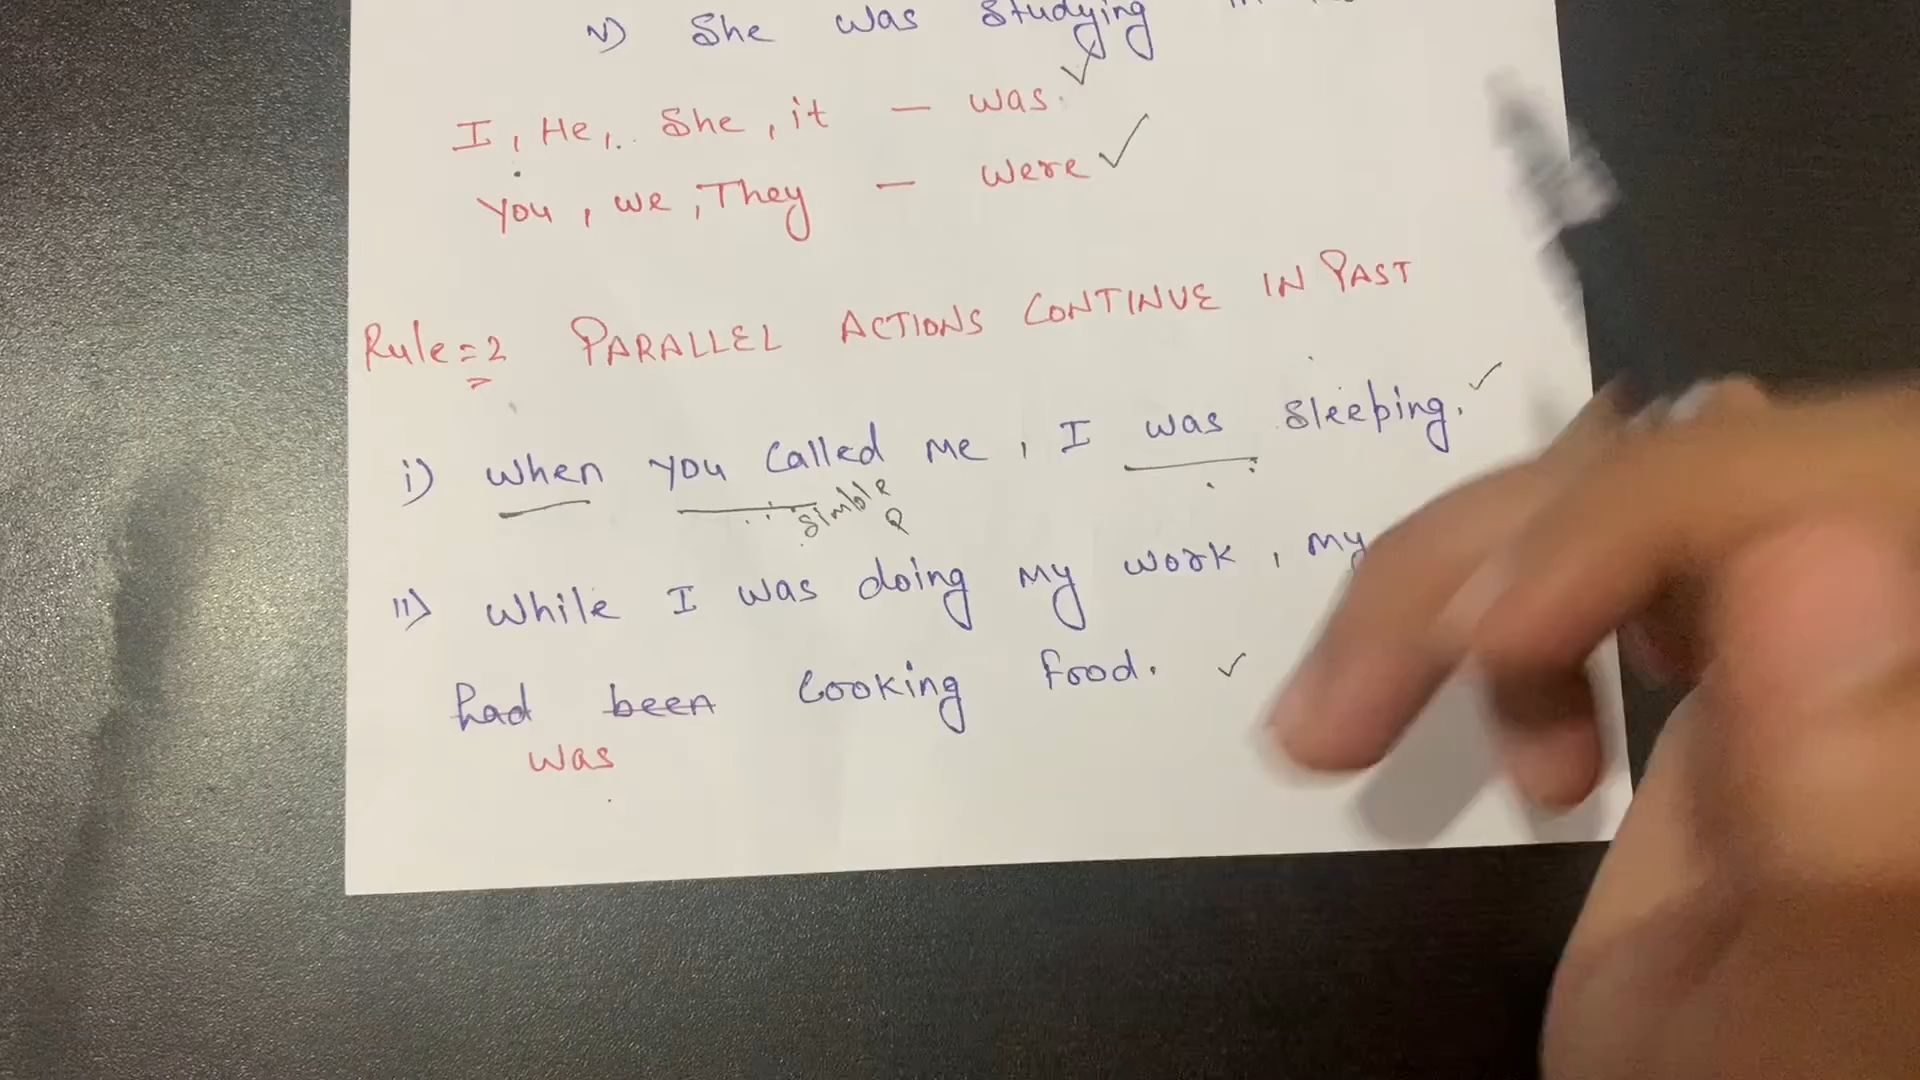 v) She was studying
I, He, She, it — was ✓
You, we, They — were ✓
Rule=2 PARALLEL ACTIONS CONTINUE IN PAST
i) When you called me, I was sleeping. ✓
simple P
ii) While I was doing my work, my
had been cooking food. ✓
was